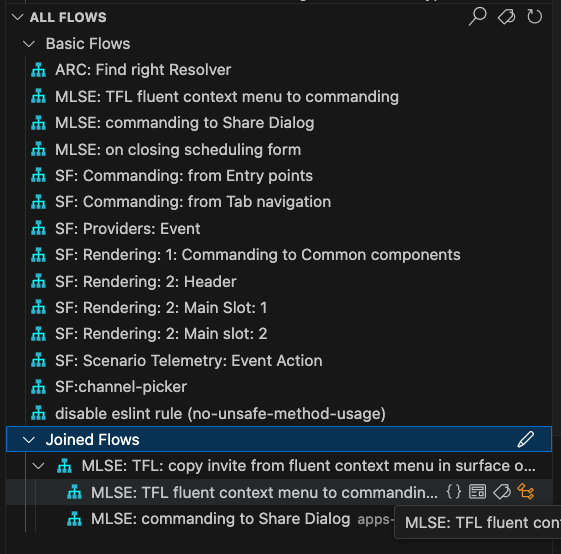 ALL FLOWS
Basic Flows
ARC: Find right Resolver
MLSE: TFL fluent context menu to commanding
MLSE: commanding to Share Dialog
MLSE: on closing scheduling form
SF: Commanding: from Entry points
SF: Commanding: from Tab navigation
SF: Providers: Event
SF: Rendering: 1: Commanding to Common components
SF: Rendering: 2: Header
SF: Rendering: 2: Main Slot: 1
SF: Rendering: 2: Main slot: 2
SF: Scenario Telemetry: Event Action
SF:channel-picker
disable eslint rule (no-unsafe-method-usage)
Joined Flows
MLSE: TFL: copy invite from fluent context menu in surface o...
MLSE: TFL fluent context menu to commandin...
MLSE: commanding to Share Dialog apps-
MLSE: TFL fluent con